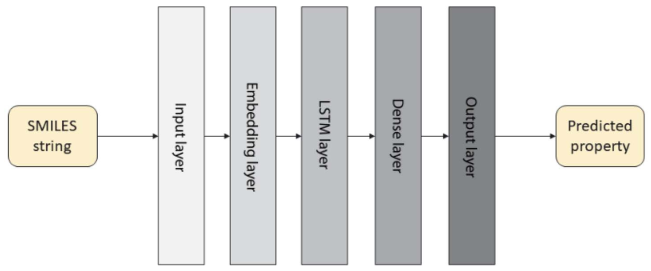 SMILES
string
Input layer
Embedding layer
LSTM layer
Dense layer
Output layer
Predicted
property